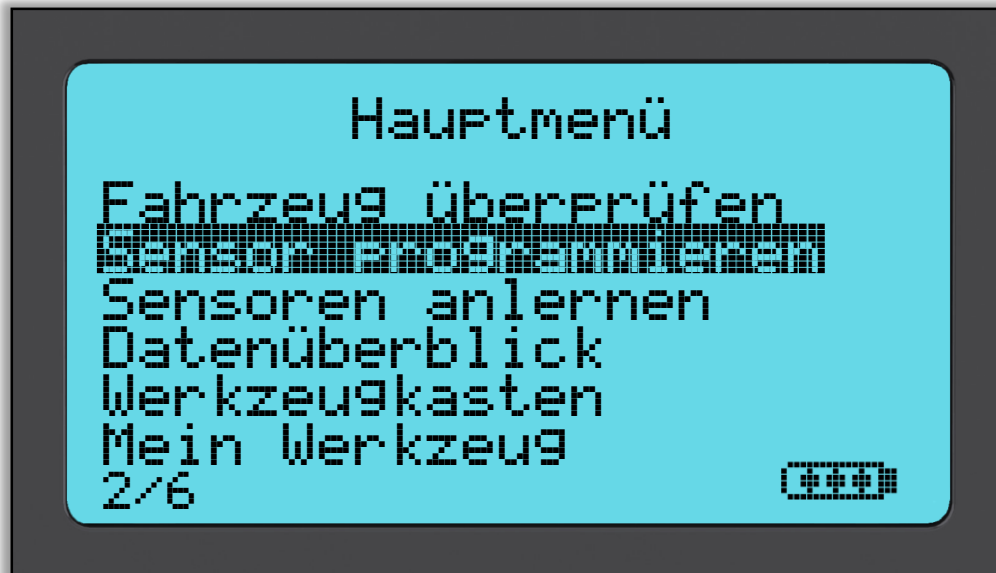 Hauptmenü
Fahrzeug überprüfen
Sensor programmieren
Sensoren anlernen
Datenüberblick
Werkzeugkasten
Mein Werkzeug
2/6